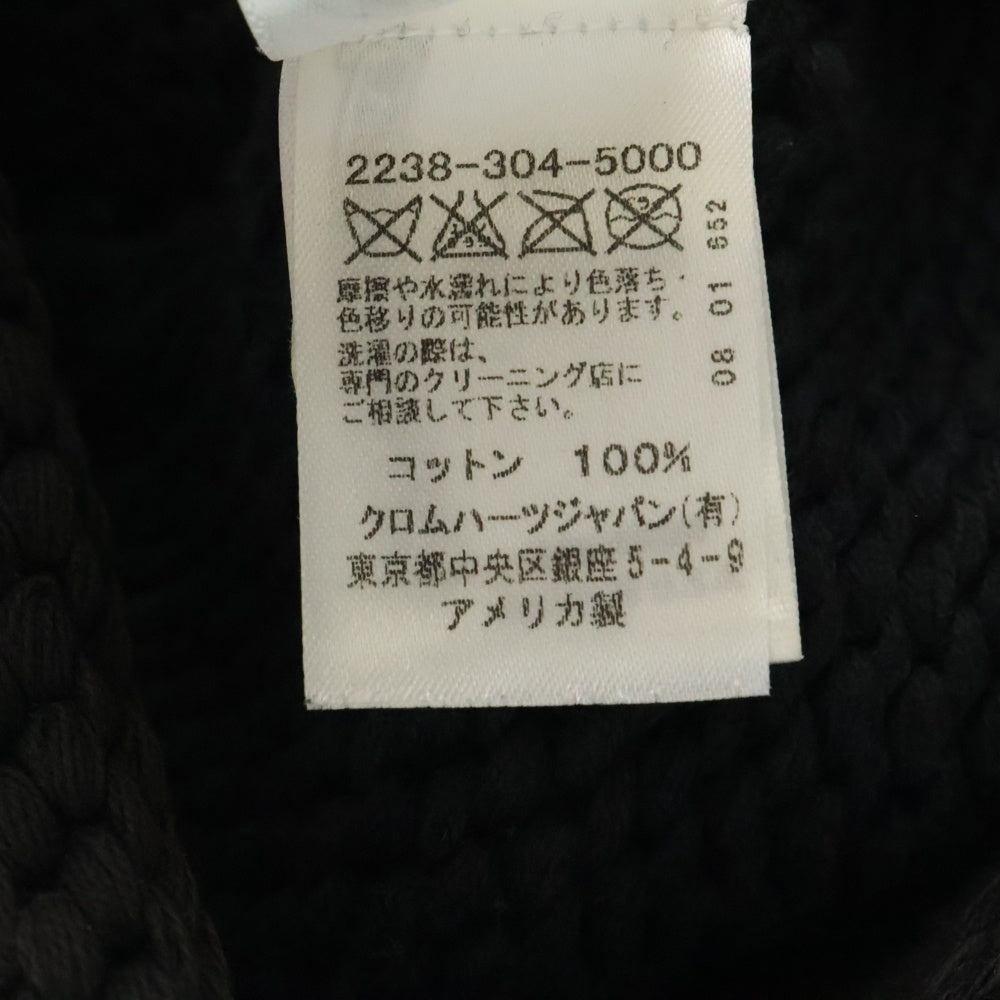 2238-304-5000
摩擦や水濡れにより色落ち・
色移りの可能性があります。
洗濯の際は、
専門のクリーニング店に
ご相談して下さい。
コットン 100%
クロムハーツジャパン(有)
東京都中央区銀座5-4-9
アメリカ製
08 01 652